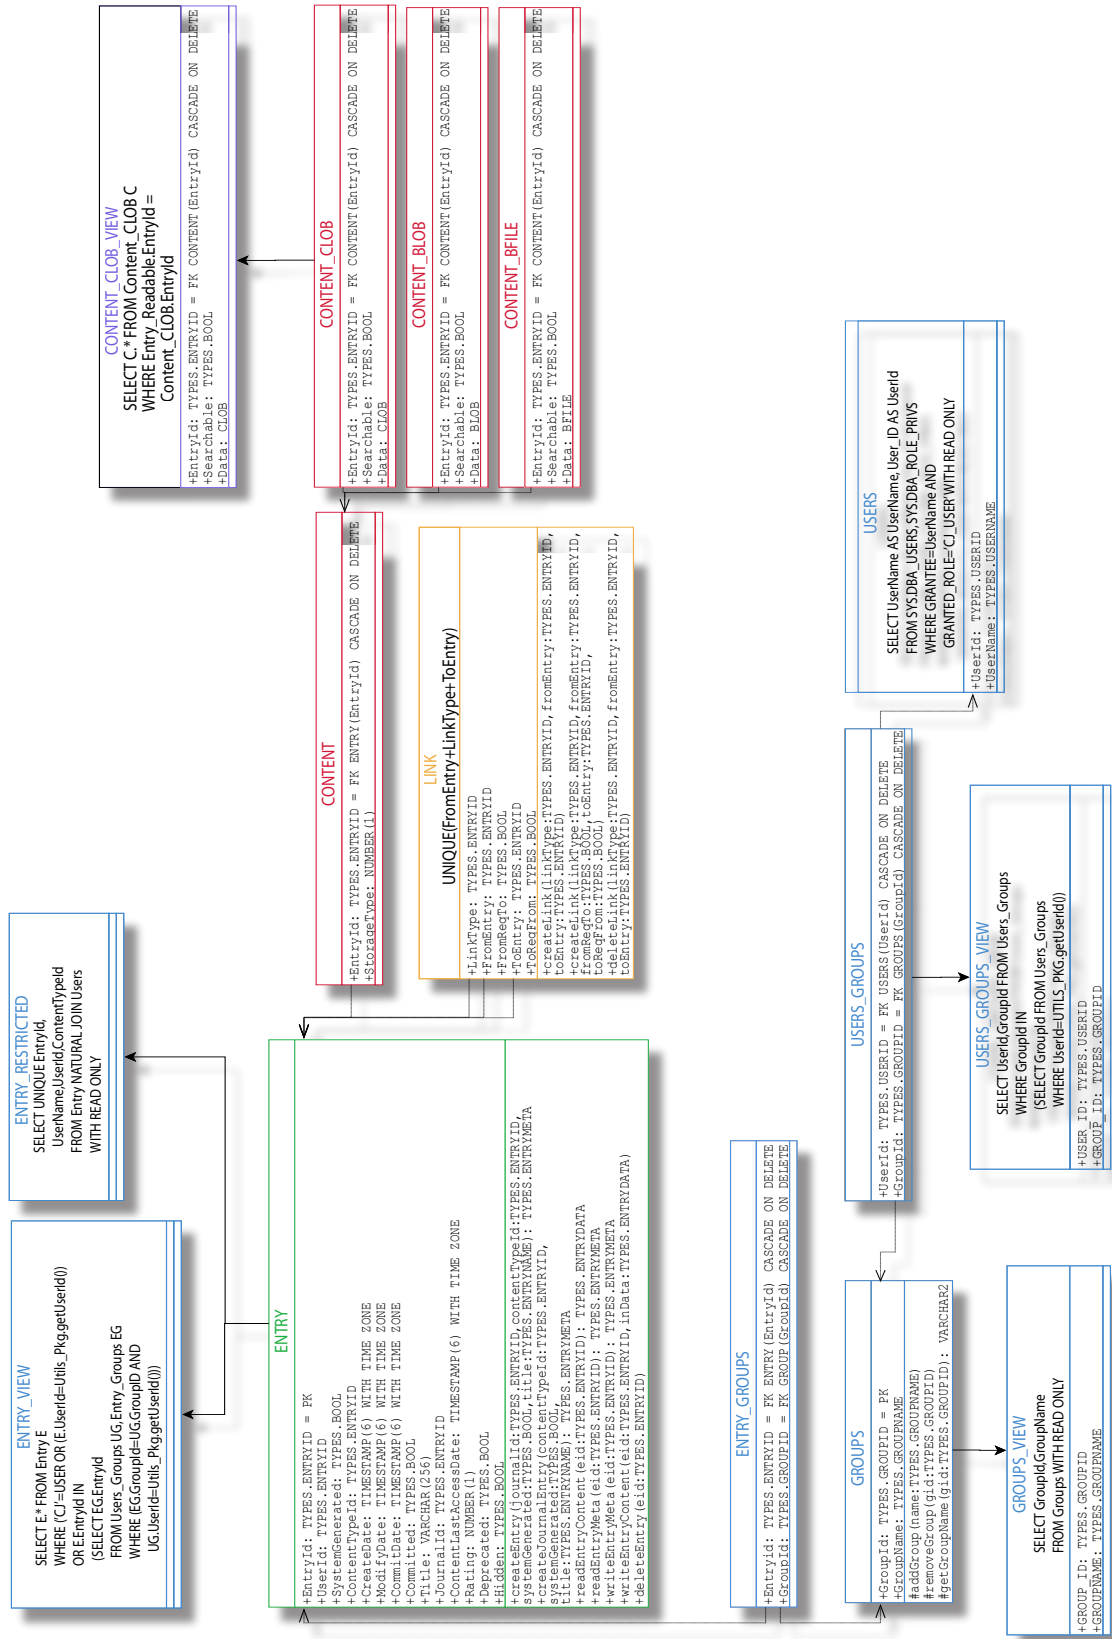 ENTRY_VIEW
SELECT E.* FROM Entry E
WHERE ('CJ'=USER OR (E.UserId=Utils_Pkg.getUserId())
OR E.EntryId IN
(SELECT EG.EntryId
FROM Users_Groups UG, Entry_Groups EG
WHERE (EG.GroupId=UG.GroupID AND
UG.UserId=Utils_Pkg.getUserId()))
ENTRY_RESTRICTED
SELECT UNIQUE EntryId,
UserName,UserId,ContentTypeId
FROM Entry NATURAL JOIN Users
WITH READ ONLY
CONTENT_CLOB_VIEW
SELECT C.* FROM Content_CLOB C
WHERE Entry_Readable.EntryId =
Content_CLOB.EntryId
+EntryId: TYPES.ENTRYID = FK CONTENT(EntryId) CASCADE ON DELETE
+Searchable: TYPES.BOOL
+Data: CLOB
ENTRY
+EntryId: TYPES.ENTRYID = PK
+UserId: TYPES.ENTRYID
+SystemGenerated: TYPES.BOOL
+ContentTypeId: TYPES.ENTRYID
+CreateDate: TIMESTAMP(6) WITH TIME ZONE
+ModifyDate: TIMESTAMP(6) WITH TIME ZONE
+CommitDate: TIMESTAMP(6) WITH TIME ZONE
+Committed: TYPES.BOOL
+Title: VARCHAR(256)
+JournalId: TYPES.ENTRYID
+ContentLastAccessDate: TIMESTAMP(6) WITH TIME ZONE
+Rating: NUMBER(1)
+Deprecated: TYPES.BOOL
+Hidden: TYPES.BOOL
+createEntry(journalId:TYPES.ENTRYID,contentTypeId:TYPES.ENTRYID,
systemGenerated:TYPES.BOOL,title:TYPES.ENTRYNAME): TYPES.ENTRYMETA
+createJournalEntry(contentTypeId:TYPES.ENTRYID,
systemGenerated:TYPES.BOOL,
title:TYPES.ENTRYNAME): TYPES.ENTRYMETA
+readEntryContent(eid:TYPES.ENTRYID): TYPES.ENTRYDATA
+readEntryMeta(eid:TYPES.ENTRYID): TYPES.ENTRYMETA
+writeEntryMeta(eid:TYPES.ENTRYID): TYPES.ENTRYMETA
+writeEntryContent(eid:TYPES.ENTRYID,inData:TYPES.ENTRYDATA)
+deleteEntry(eid:TYPES.ENTRYID)
CONTENT
+EntryId: TYPES.ENTRYID = FK ENTRY(EntryId) CASCADE ON DELETE
+StorageType: NUMBER(1)
CONTENT_CLOB
+EntryId: TYPES.ENTRYID = FK CONTENT(EntryId) CASCADE ON DELETE
+Searchable: TYPES.BOOL
+Data: CLOB
CONTENT_BLOB
+EntryId: TYPES.ENTRYID = FK CONTENT(EntryId) CASCADE ON DELETE
+Searchable: TYPES.BOOL
+Data: BLOB
CONTENT_BFILE
+EntryId: TYPES.ENTRYID = FK CONTENT(EntryId) CASCADE ON DELETE
+Searchable: TYPES.BOOL
+Data: BFILE
LINK
UNIQUE(FromEntry+LinkType+ToEntry)
+LinkType: TYPES.ENTRYID
+FromEntry: TYPES.ENTRYID
+FromReqTo: TYPES.BOOL
+ToEntry: TYPES.ENTRYID
+ToReqFrom: TYPES.BOOL
+createLink(linkType:TYPES.ENTRYID,fromEntry:TYPES.ENTRYID,
toEntry:TYPES.ENTRYID)
+createLink(linkType:TYPES.ENTRYID,fromEntry:TYPES.ENTRYID,
fromReqTo:TYPES.BOOL,toEntry:TYPES.ENTRYID,
toReqFrom:TYPES.BOOL)
+deleteLink(linkType:TYPES.ENTRYID,fromEntry:TYPES.ENTRYID,
toEntry:TYPES.ENTRYID)
ENTRY_GROUPS
+Entryid: TYPES.ENTRYID = FK ENTRY(EntryId) CASCADE ON DELETE
+GroupId: TYPES.GROUPID = FK GROUP(GroupId) CASCADE ON DELETE
GROUPS
+GroupId: TYPES.GROUPID = PK
+GroupName: TYPES.GROUPNAME
#addGroup(name:TYPES.GROUPNAME)
#removeGroup(gid:TYPES.GROUPID)
#getGroupName(gid:TYPES.GROUPID): VARCHAR2
USERS_GROUPS
+UserId: TYPES.USERID = FK USERS(UserId) CASCADE ON DELETE
+GroupId: TYPES.GROUPID = FK GROUPS(GroupId) CASCADE ON DELETE
USERS
SELECT UserName AS UserName, User_ID AS UserId
FROM SYS.DBA_USERS,SYS.DBA_ROLE_PRIVS
WHERE GRANTEE=UserName AND
GRANTED_ROLE='CJ_USER' WITH READ ONLY
+UserId: TYPES.USERID
+UserName: TYPES.USERNAME
GROUPS_VIEW
SELECT GroupId,GroupName
FROM Groups WITH READ ONLY
+GROUP_ID: TYPES.GROUPID
+GROUPNAME: TYPES.GROUPNAME
USERS_GROUPS_VIEW
SELECT UserId,GroupId FROM Users_Groups
WHERE GroupId IN
(SELECT GroupId FROM Users_Groups
WHERE UserId=UTILS_PKG.getUserId())
+USER_ID: TYPES.USERID
+GROUP_ID: TYPES.GROUPID